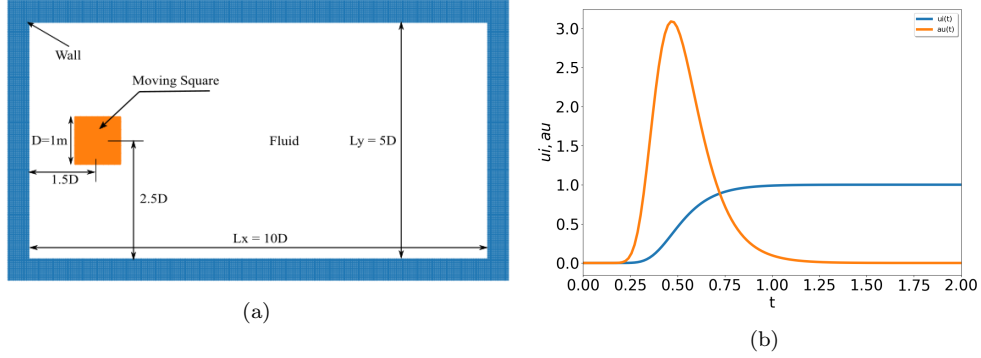 Wall
Moving Square
D=1m
Fluid
Ly = 5D
1.5D
2.5D
Lx = 10D
(a)
ui(t)
au(t)
3.0
2.5
2.0
1.5
1.0
0.5
0.0
ui, au
0.00 0.25 0.50 0.75 1.00 1.25 1.50 1.75 2.00
t
(b)